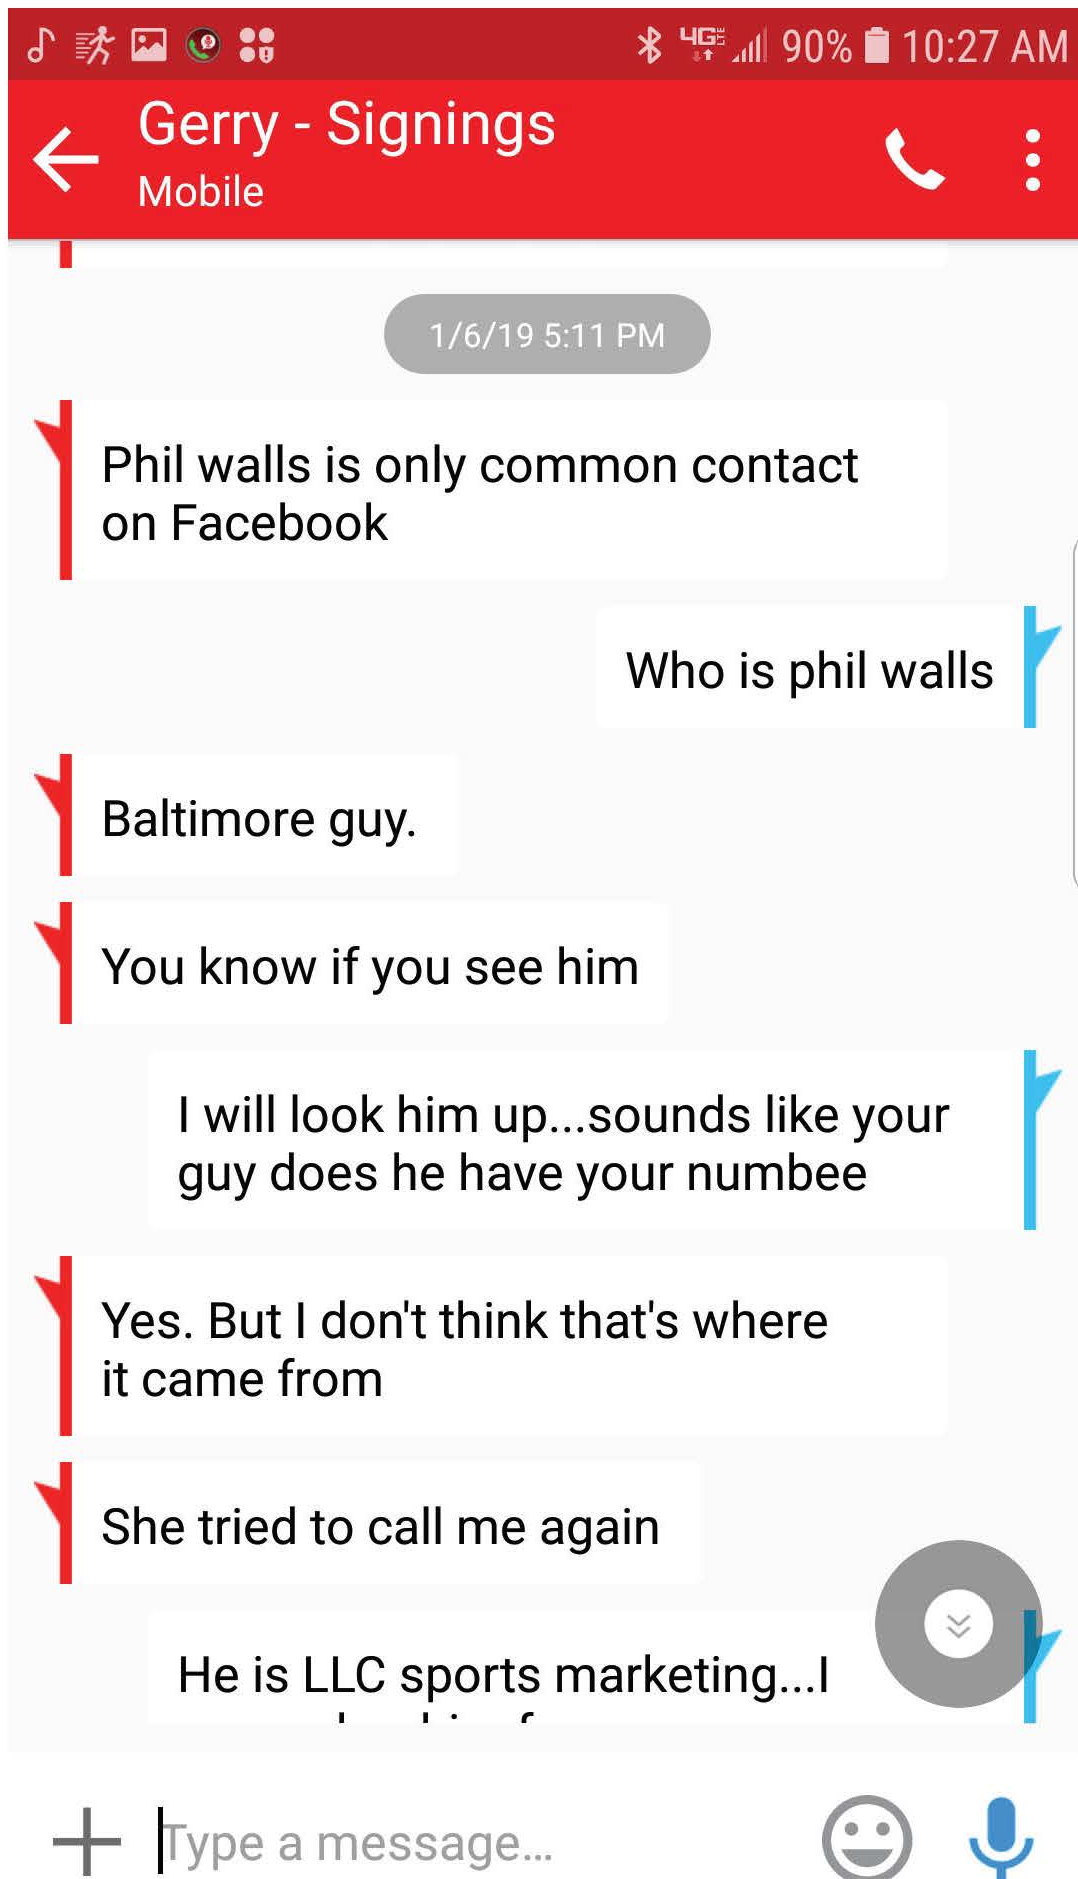 4G LTE 90% 10:27 AM
Gerry - Signings
Mobile
1/6/19 5:11 PM
Phil walls is only common contact
on Facebook
Who is phil walls
Baltimore guy.
You know if you see him
I will look him up...sounds like your
guy does he have your numbee
Yes. But I don't think that's where
it came from
She tried to call me again
He is LLC sports marketing...I
Type a message...